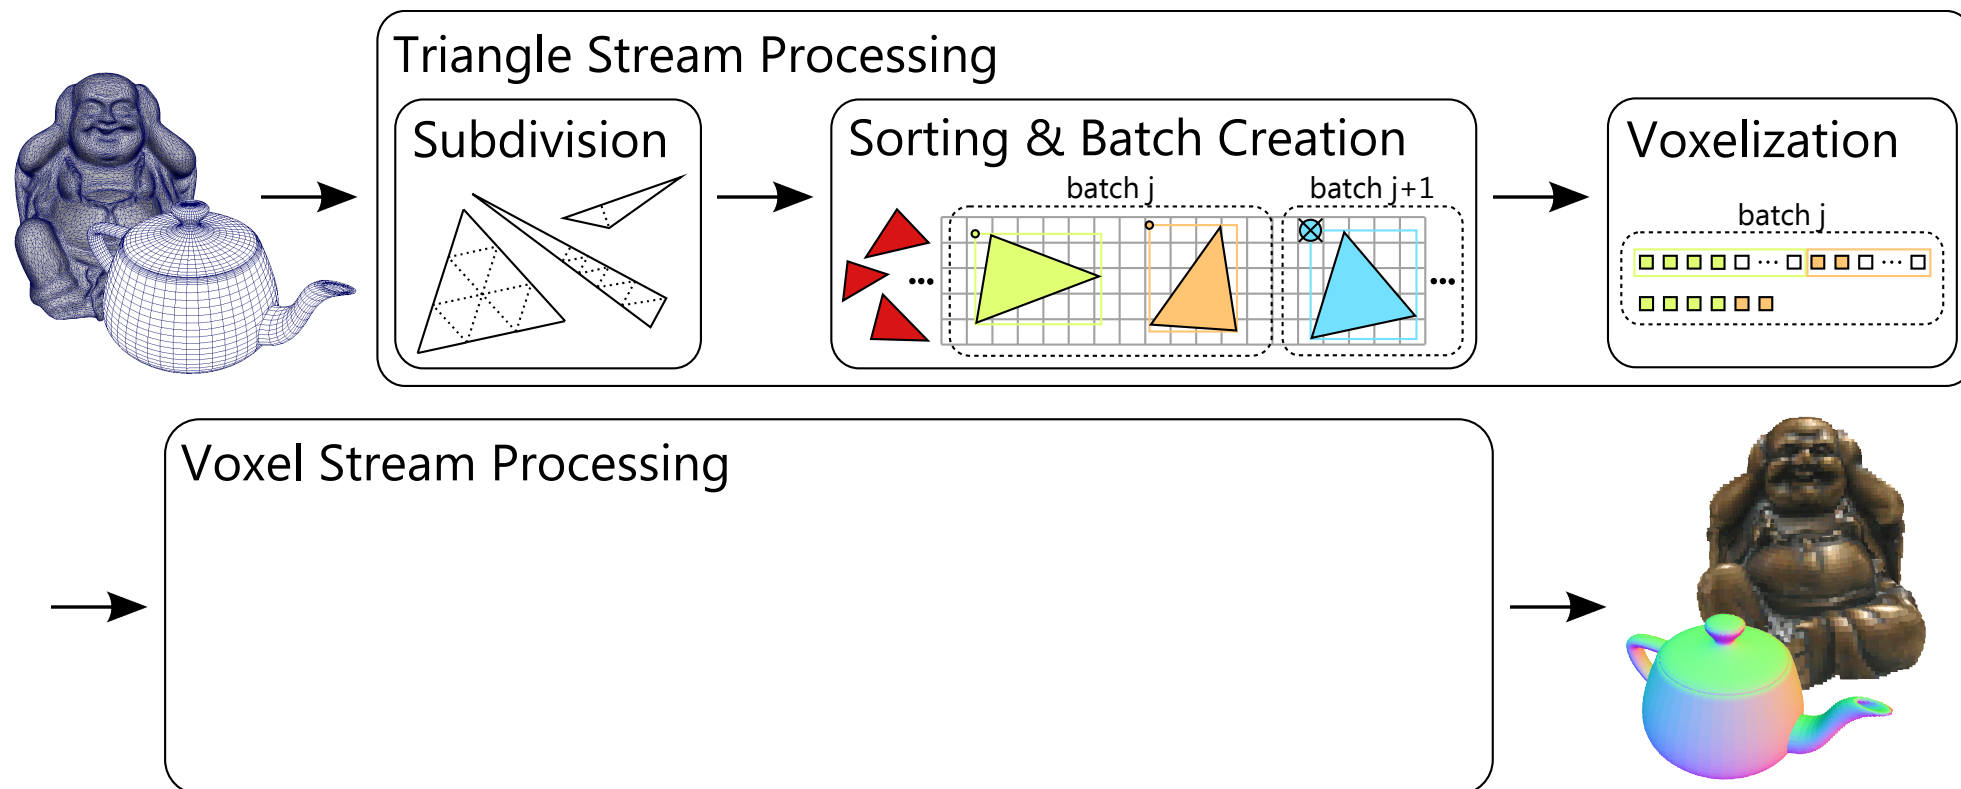 Triangle Stream Processing
Subdivision
Sorting & Batch Creation
batch j
batch j+1
Voxelization
batch j
Voxel Stream Processing